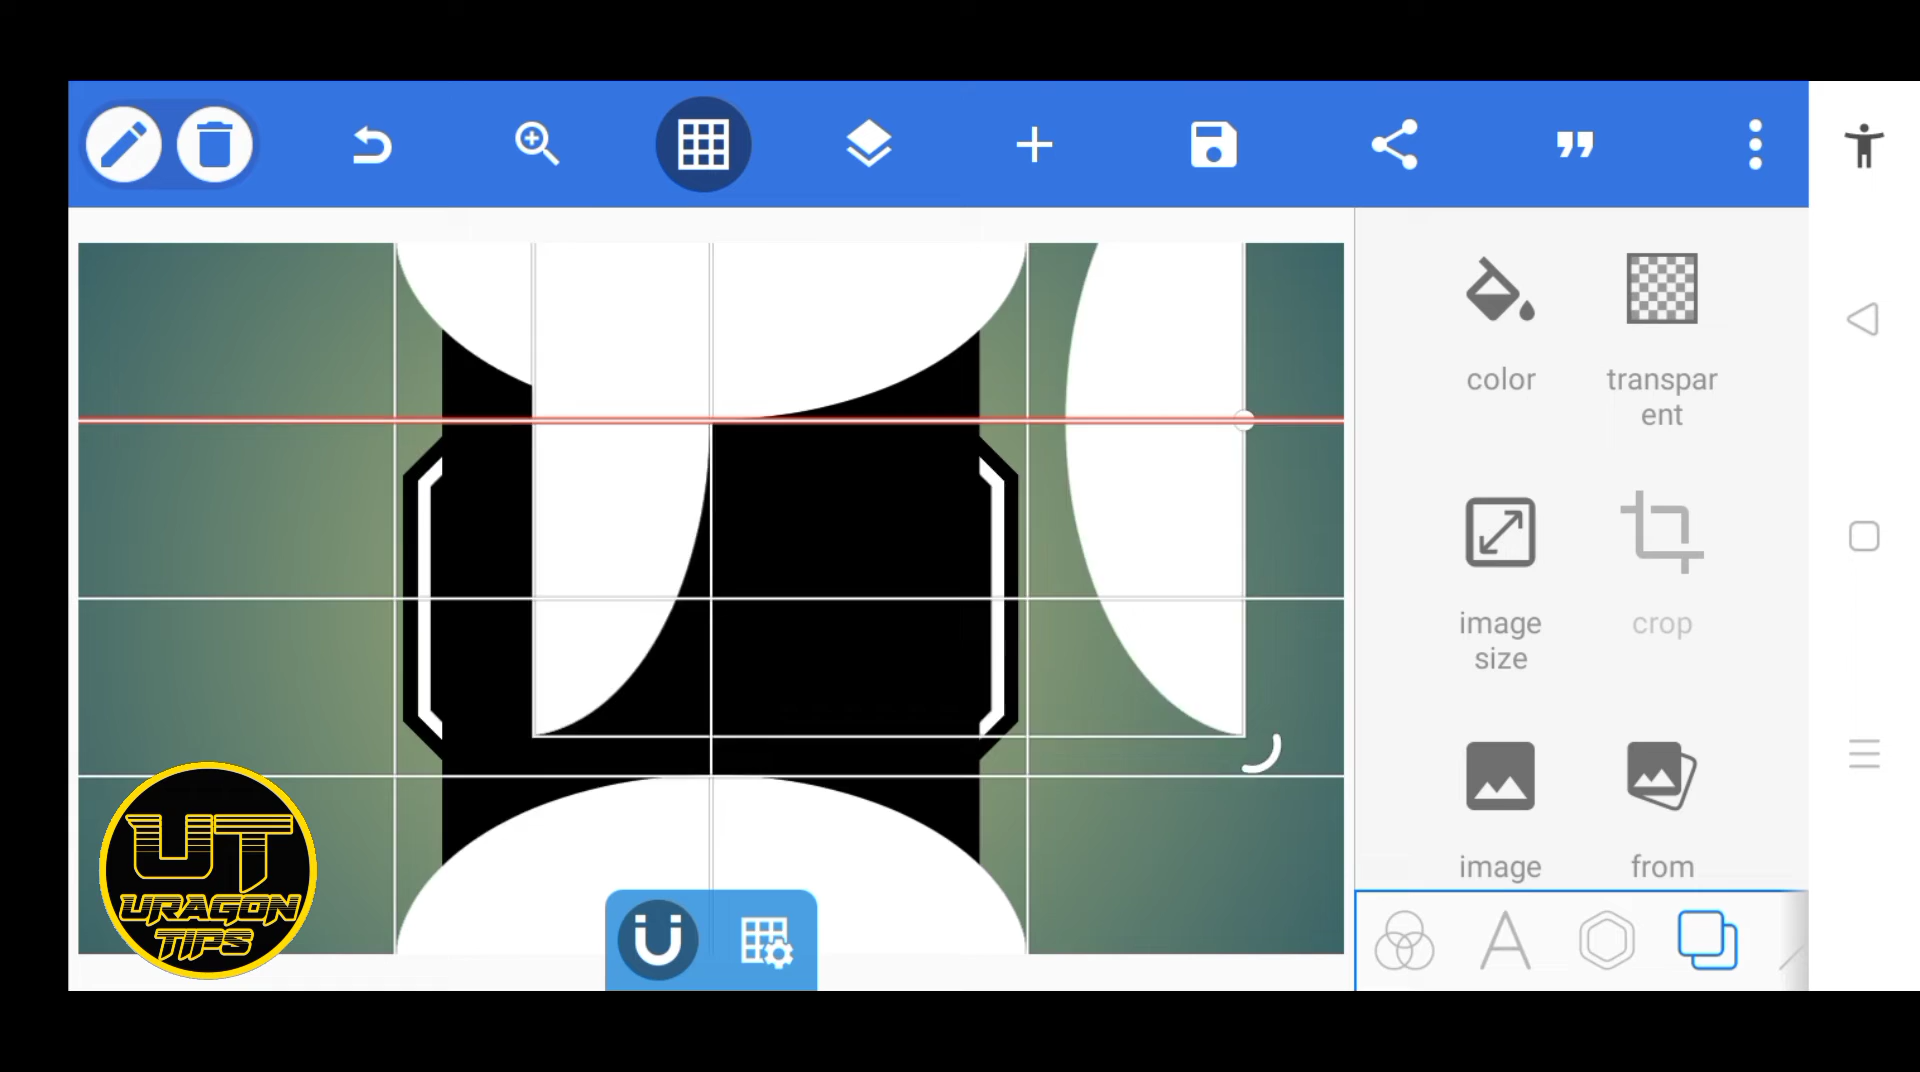 color
transpar
ent
image
size
crop
image
from
UT
URAGON
TIPS